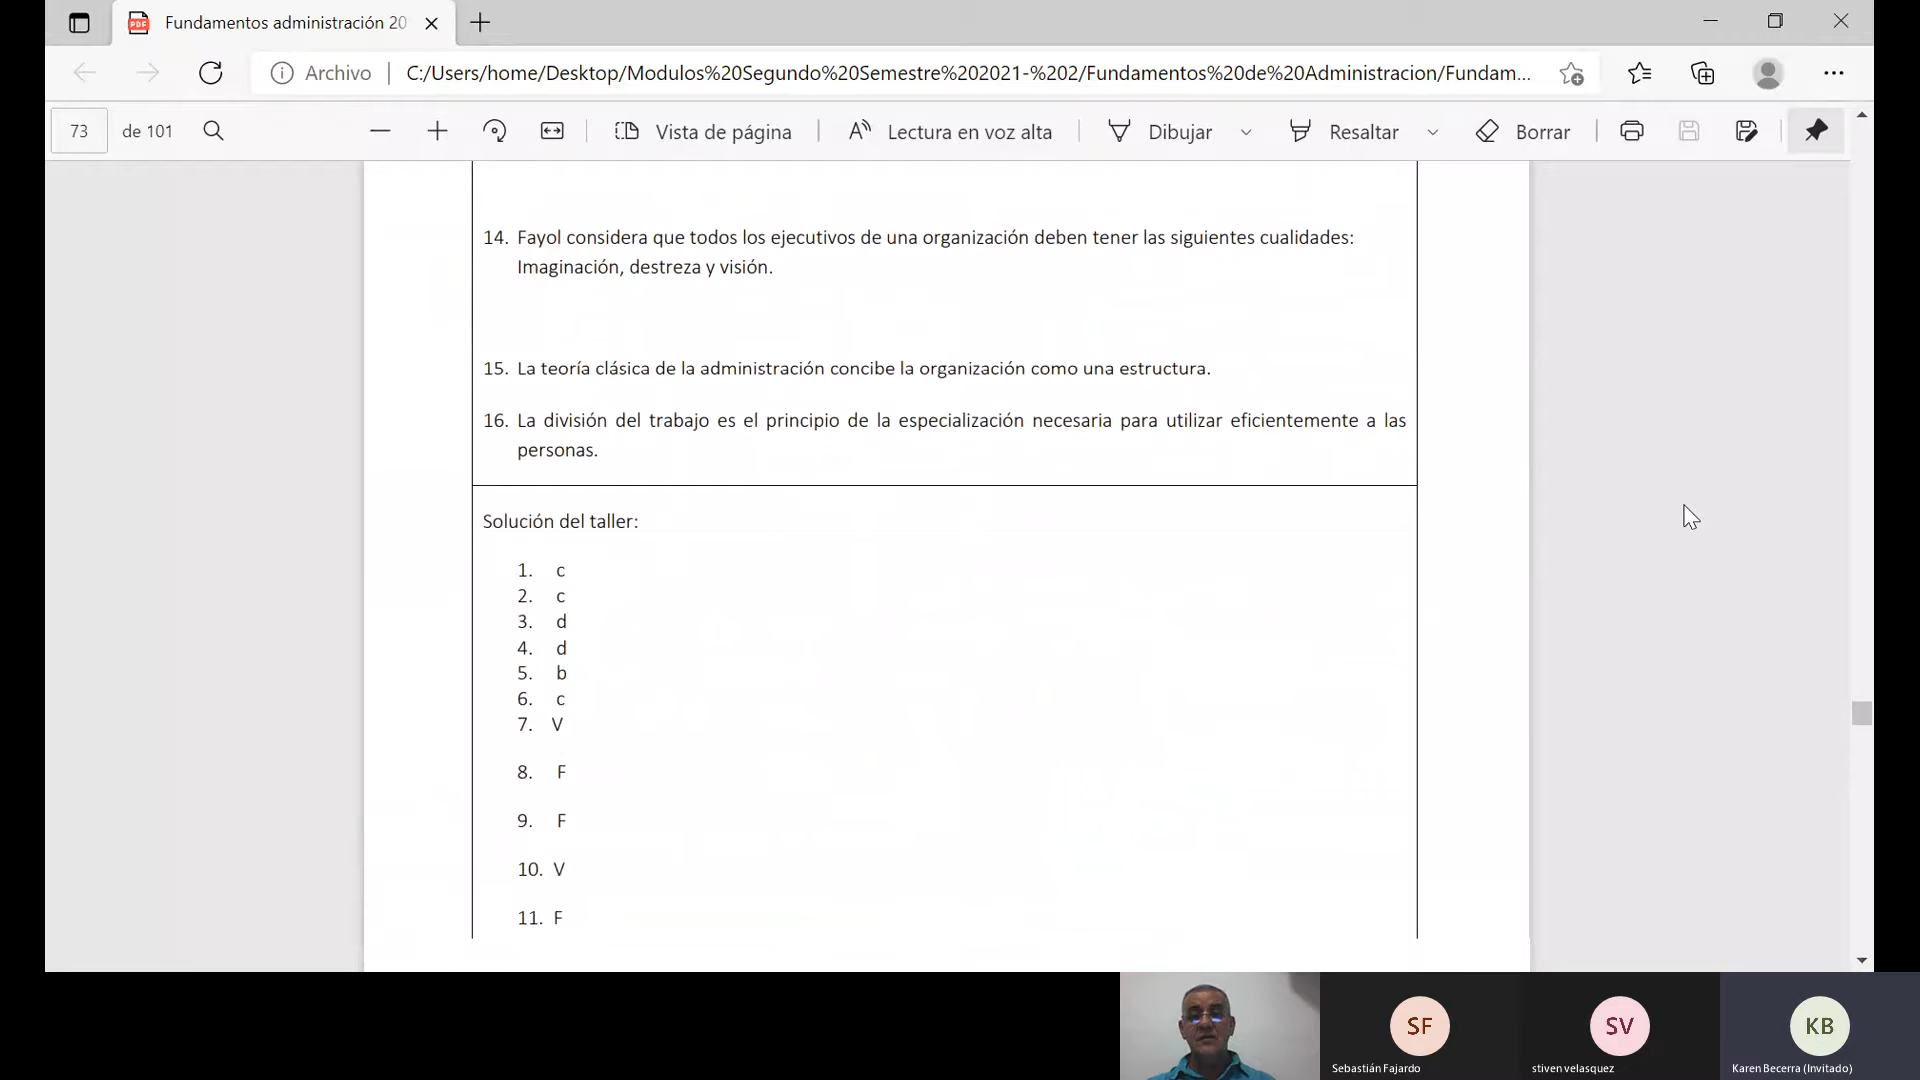 Fundamentos administración 20
Archivo
C:/Users/home/Desktop/Modulos%20Segundo%20Semestre%202021-%202/Fundamentos%20de%20Administracion/Fundam...
73 de 101
Vista de página
Lectura en voz alta
Dibujar
Resaltar
Borrar
14. Fayol considera que todos los ejecutivos de una organización deben tener las siguientes cualidades:
Imaginación, destreza y visión.
15. La teoría clásica de la administración concibe la organización como una estructura.
16. La división del trabajo es el principio de la especialización necesaria para utilizar eficientemente a las
personas.
Solución del taller:
1. c
2. c
3. d
4. d
5. b
6. c
7. V
8. F
9. F
10. V
11. F
SF
SV
KB
Sebastián Fajardo
stiven velasquez
Karen Becerra (Invitado)